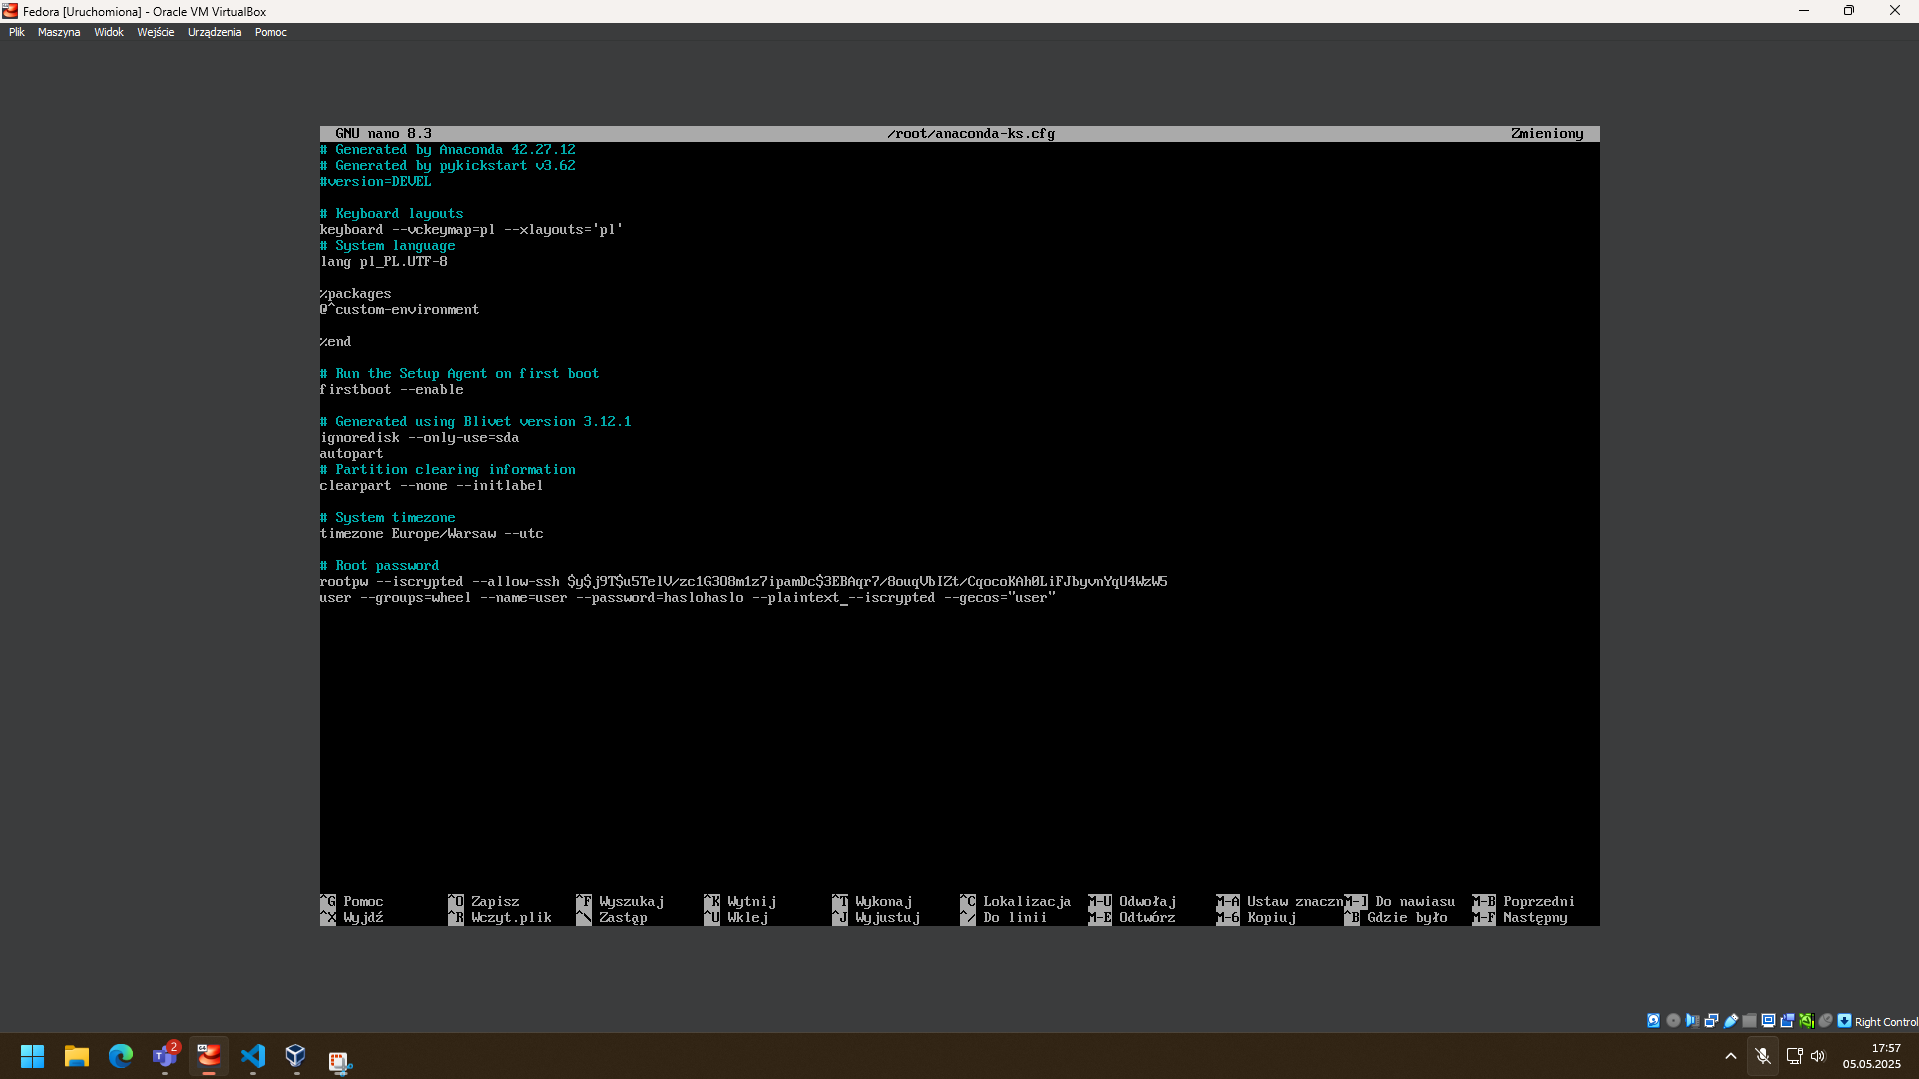 Fedora [Uruchomiona] - Oracle VM VirtualBox
Plik Maszyna Widok Wejście Urządzenia Pomoc
GNU nano 8.3 /root/anaconda-ks.cfg Zmieniony
# Generated by Anaconda 42.27.12
# Generated by pykickstart v3.62
#version=DEVEL
# Keyboard layouts
keyboard --vckeymap=pl --xlayouts='pl'
# System language
lang pl_PL.UTF-8
%packages
@^custom-environment
%end
# Run the Setup Agent on first boot
firstboot --enable
# Generated using Blivet version 3.12.1
ignoredisk --only-use=sda
autopart
# Partition clearing information
clearpart --none --initlabel
# System timezone
timezone Europe/Warsaw --utc
# Root password
rootpw --iscrypted --allow-ssh $y$j9T$u5TelV/zc1G3O8m1z7ipamDc$3EBAqr7/8ouqVbIZt/CqocoKAh0LiFJbyvnYqU4WzW5
user --groups=wheel --name=user --password=haslohaslo --plaintext --iscrypted --gecos="user"
^G Pomoc ^O Zapisz ^F Wyszukaj ^K Wytnij ^T Wykonaj ^C Lokalizacja M-U Odwołaj M-A Ustaw znaczn M-] Do nawiasu M-B Poprzedni
^X Wyjdź ^R Wczyt.plik ^\ Zastąp ^U Wklej ^J Wyjustuj ^/ Do linii M-E Odtwórz M-6 Kopiuj ^B Gdzie było M-F Następny
Right Control
2
17:57
05.05.2025